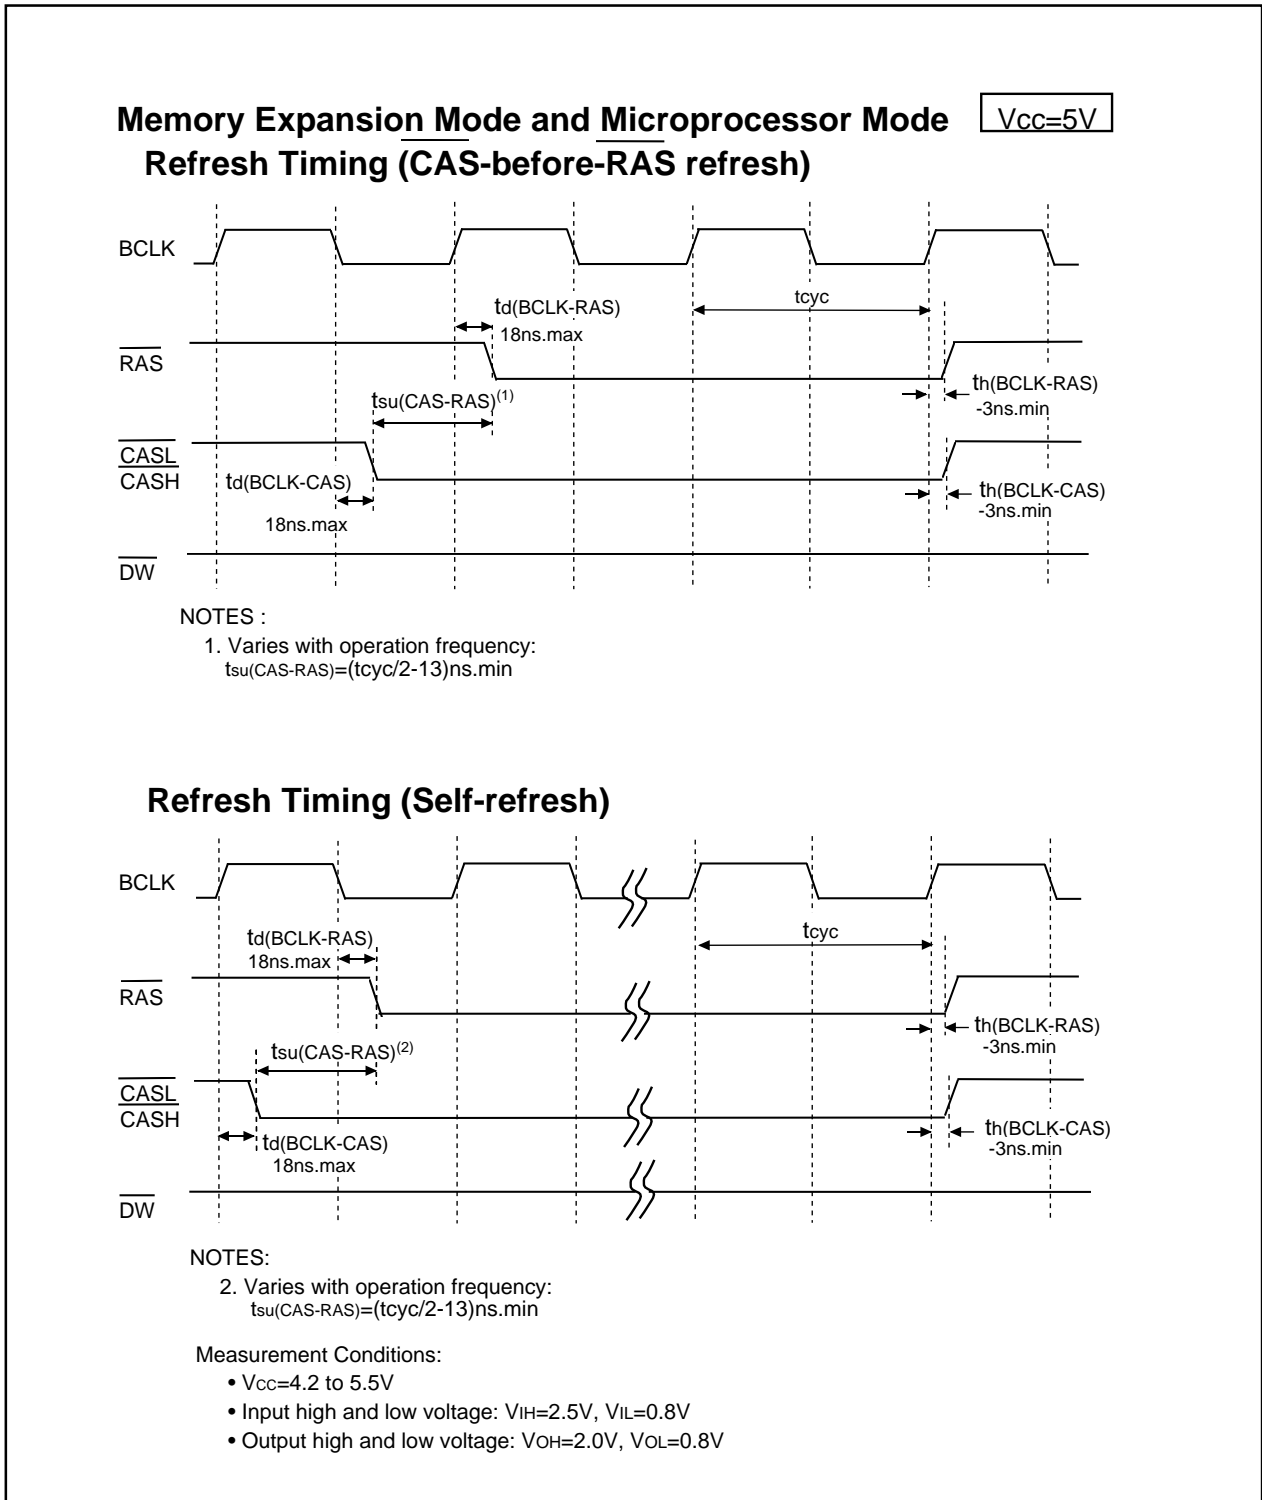 Memory Expansion Mode and Microprocessor Mode
Vcc=5V
Refresh Timing (CAS-before-RAS refresh)
BCLK
tcyc
td(BCLK-RAS)
18ns.max
RAS
th(BCLK-RAS)
-3ns.min
tsu(CAS-RAS)(1)
CASL
CASH
td(BCLK-CAS)
18ns.max
th(BCLK-CAS)
-3ns.min
DW
NOTES :
1. Varies with operation frequency:
tsu(CAS-RAS)=(tcyc/2-13)ns.min
Refresh Timing (Self-refresh)
BCLK
tcyc
td(BCLK-RAS)
18ns.max
RAS
th(BCLK-RAS)
-3ns.min
tsu(CAS-RAS)(2)
CASL
CASH
td(BCLK-CAS)
18ns.max
th(BCLK-CAS)
-3ns.min
DW
NOTES:
2. Varies with operation frequency:
tsu(CAS-RAS)=(tcyc/2-13)ns.min
Measurement Conditions:
• VCC=4.2 to 5.5V
• Input high and low voltage: VIH=2.5V, VIL=0.8V
• Output high and low voltage: VOH=2.0V, VOL=0.8V